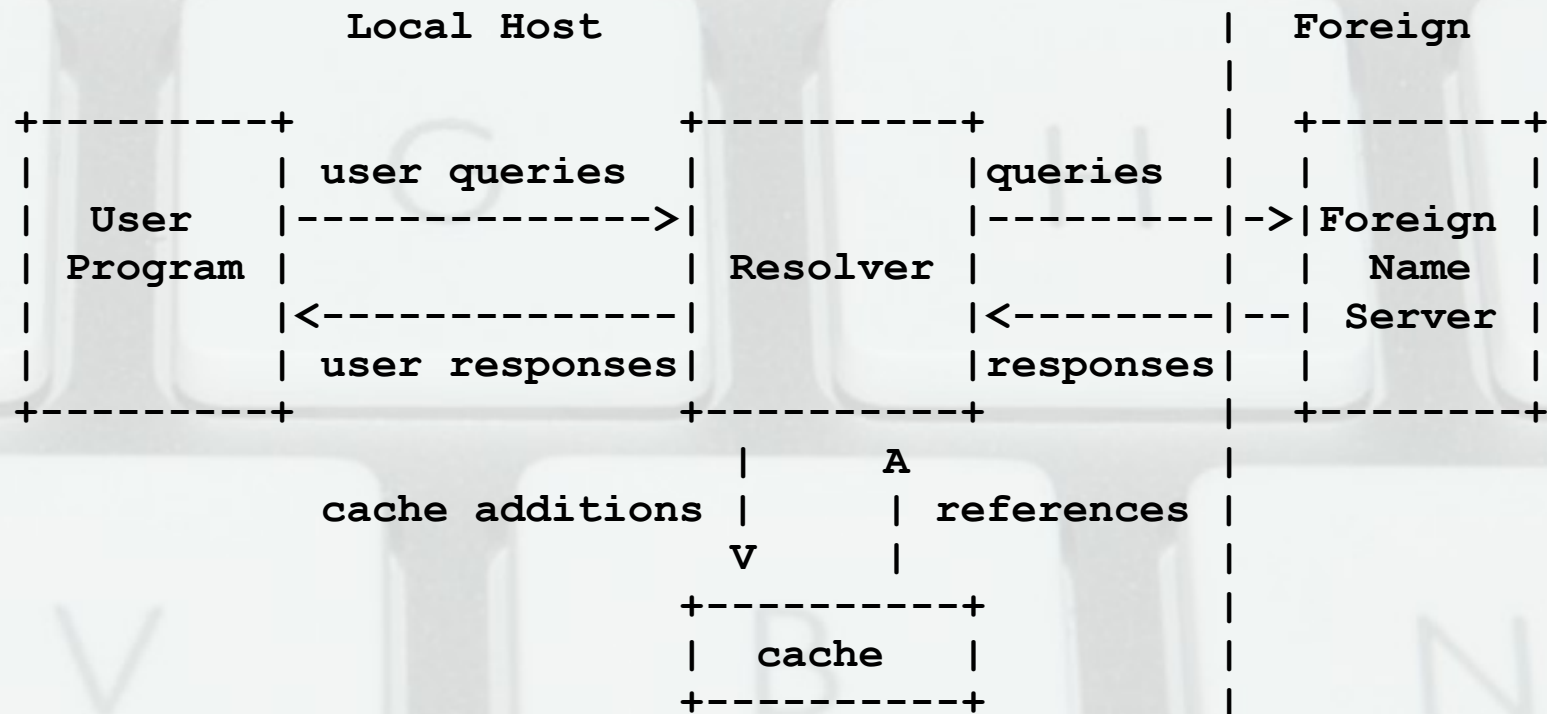 Local Host                        |  Foreign
                                                            |
+---------+                +----------+         |  +--------+
|         | user queries   |          |queries  |  |        |
|  User   |--------------->|          |---------|->|Foreign |
| Program |                | Resolver |         |  |  Name  |
|         |<---------------|          |<--------|--| Server |
|         | user responses |          |responses|  |        |
+---------+                +----------+         |  +--------+
                             |     A            |
             cache additions |     | references |
                             V     |            |
                           +----------+         |
                           |  cache   |         |
                           +----------+         |
G
H
V
B
N